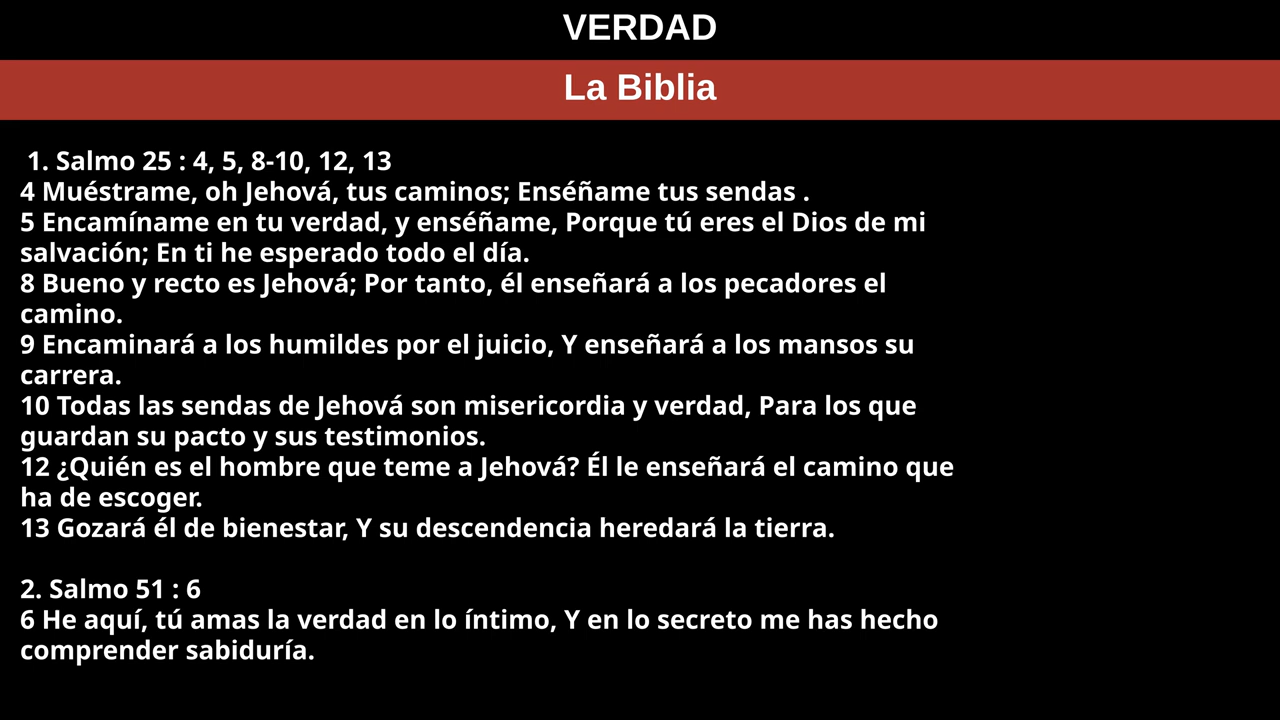 VERDAD
La Biblia
1. Salmo 25 : 4, 5, 8-10, 12, 13
4 Muéstrame, oh Jehová, tus caminos; Enséñame tus sendas .
5 Encamíname en tu verdad, y enséñame, Porque tú eres el Dios de mi
salvación; En ti he esperado todo el día.
8 Bueno y recto es Jehová; Por tanto, él enseñará a los pecadores el
camino.
9 Encaminará a los humildes por el juicio, Y enseñará a los mansos su
carrera.
10 Todas las sendas de Jehová son misericordia y verdad, Para los que
guardan su pacto y sus testimonios.
12 ¿Quién es el hombre que teme a Jehová? Él le enseñará el camino que
ha de escoger.
13 Gozará él de bienestar, Y su descendencia heredará la tierra.
2. Salmo 51 : 6
6 He aquí, tú amas la verdad en lo íntimo, Y en lo secreto me has hecho
comprender sabiduría.